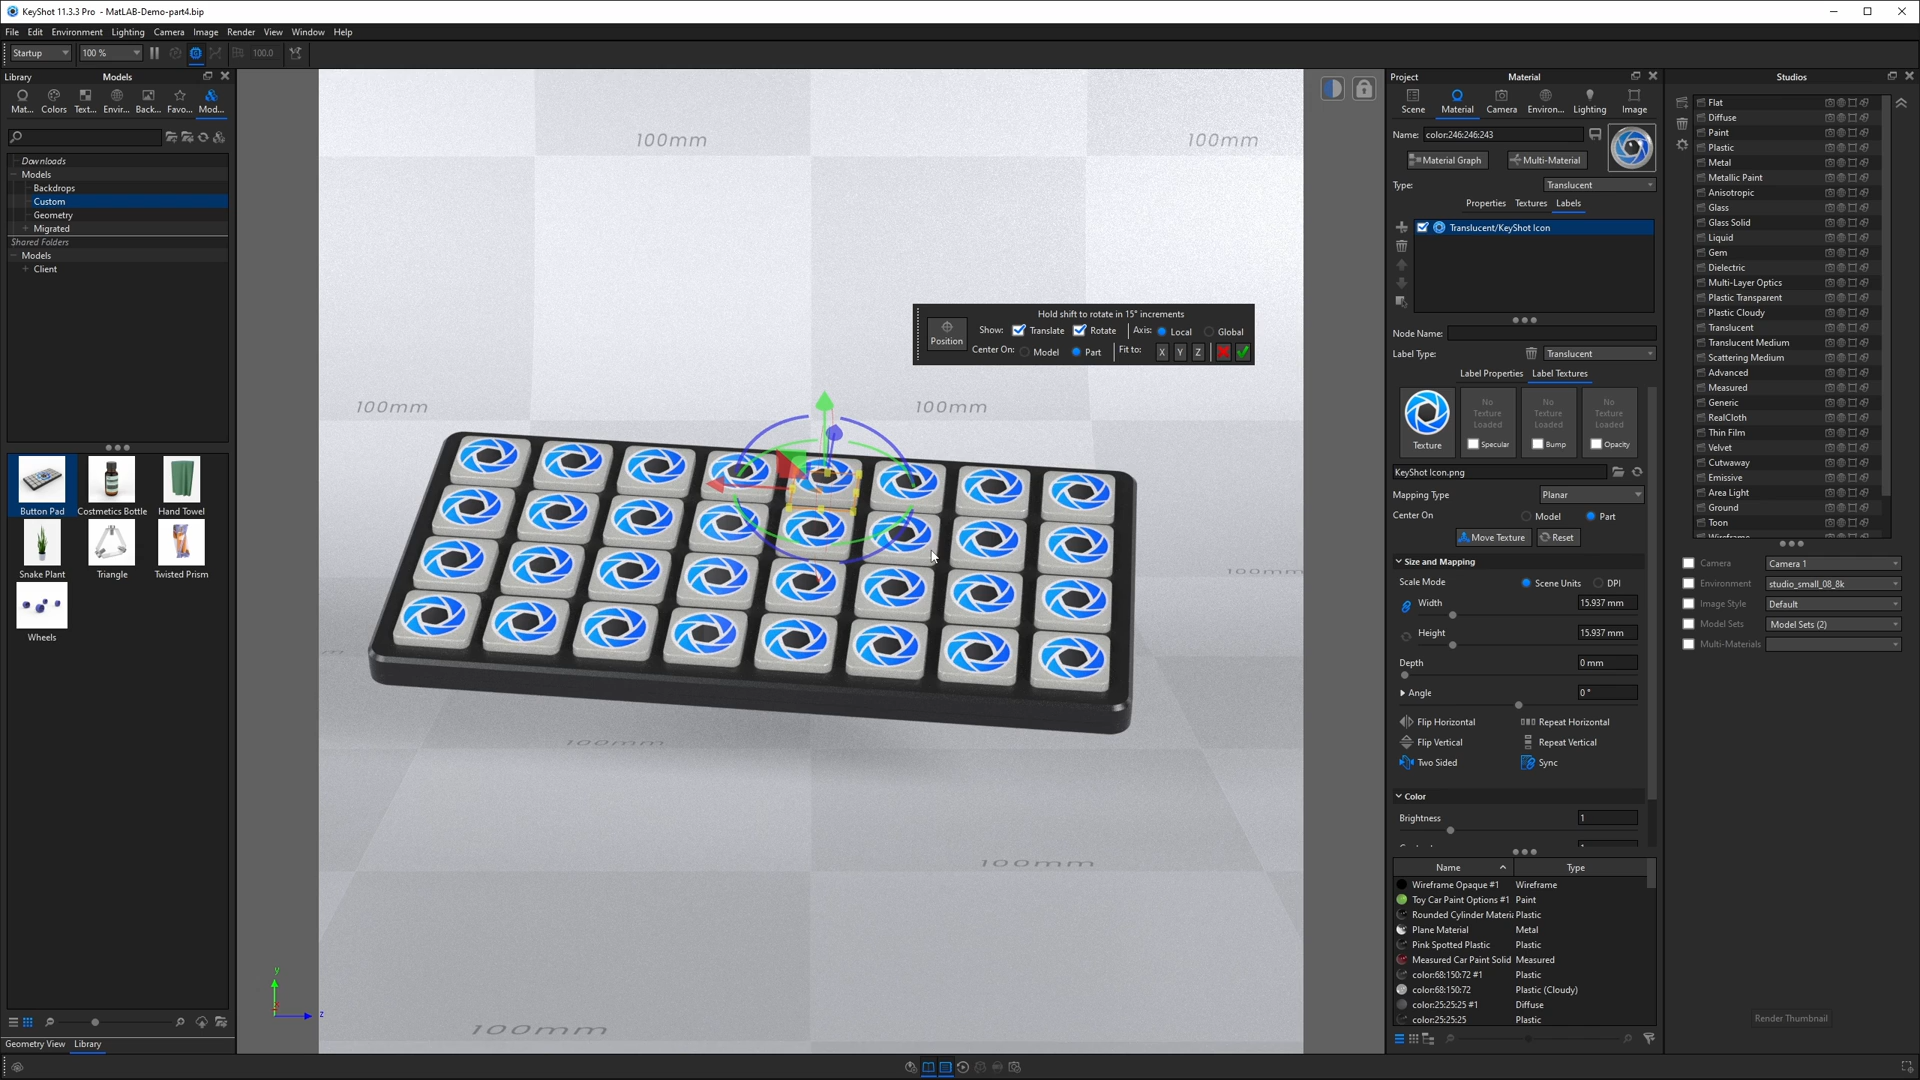 KeyShot 11.3.3 Pro - MatLAB-Demo-part4.bip
File Edit Environment Lighting Camera Image Render View Window Help
Startup 100 % 100.0
Library Models
Mat... Colors Text... Envir... Back... Favo... Mod...
Downloads
Models
Backdrops
Custom
Geometry
Migrated
Shared Folders
Models
Client
Button Pad Costmetics Bottle Hand Towel
Snake Plant Triangle Twisted Prism
Wheels
Geometry View Library
100mm 100mm
100mm 100mm
100mm
100mm
100mm
100mm
y
z
Hold shift to rotate in 15° increments
Position Show: Translate Rotate Axis: Local Global
Center On: Model Part Fit to: X Y Z
Project Material
Scene Material Camera Environ... Lighting Image
Name: color:246:246:243
Material Graph Multi-Material
Type: Translucent
Properties Textures Labels
Translucent/KeyShot Icon
Node Name:
Label Type: Translucent
Label Properties Label Textures
No Texture Loaded No Texture Loaded No Texture Loaded
Texture Specular Bump Opacity
KeyShot Icon.png
Mapping Type Planar
Center On Model Part
Move Texture Reset
Size and Mapping
Scale Mode Scene Units DPI
Width 15.937 mm
Height 15.937 mm
Depth 0 mm
Angle 0 °
Flip Horizontal Repeat Horizontal
Flip Vertical Repeat Vertical
Two Sided Sync
Color
Brightness 1
Name Type
Wireframe Opaque #1 Wireframe
Toy Car Paint Options #1 Paint
Rounded Cylinder Materia Plastic
Plane Material Metal
Pink Spotted Plastic Plastic
Measured Car Paint Solid Measured
color:68:150:72 #1 Plastic
color:68:150:72 Plastic (Cloudy)
color:25:25:25 #1 Diffuse
color:25:25:25 Plastic
Studios
Flat
Diffuse
Paint
Plastic
Metal
Metallic Paint
Anisotropic
Glass
Glass Solid
Liquid
Gem
Dielectric
Multi-Layer Optics
Plastic Transparent
Plastic Cloudy
Translucent
Translucent Medium
Scattering Medium
Advanced
Measured
Generic
RealCloth
Thin Film
Velvet
Cutaway
Emissive
Area Light
Ground
Toon
Camera Camera 1
Environment studio_small_08_8k
Image Style Default
Model Sets Model Sets (2)
Multi-Materials
Render Thumbnail